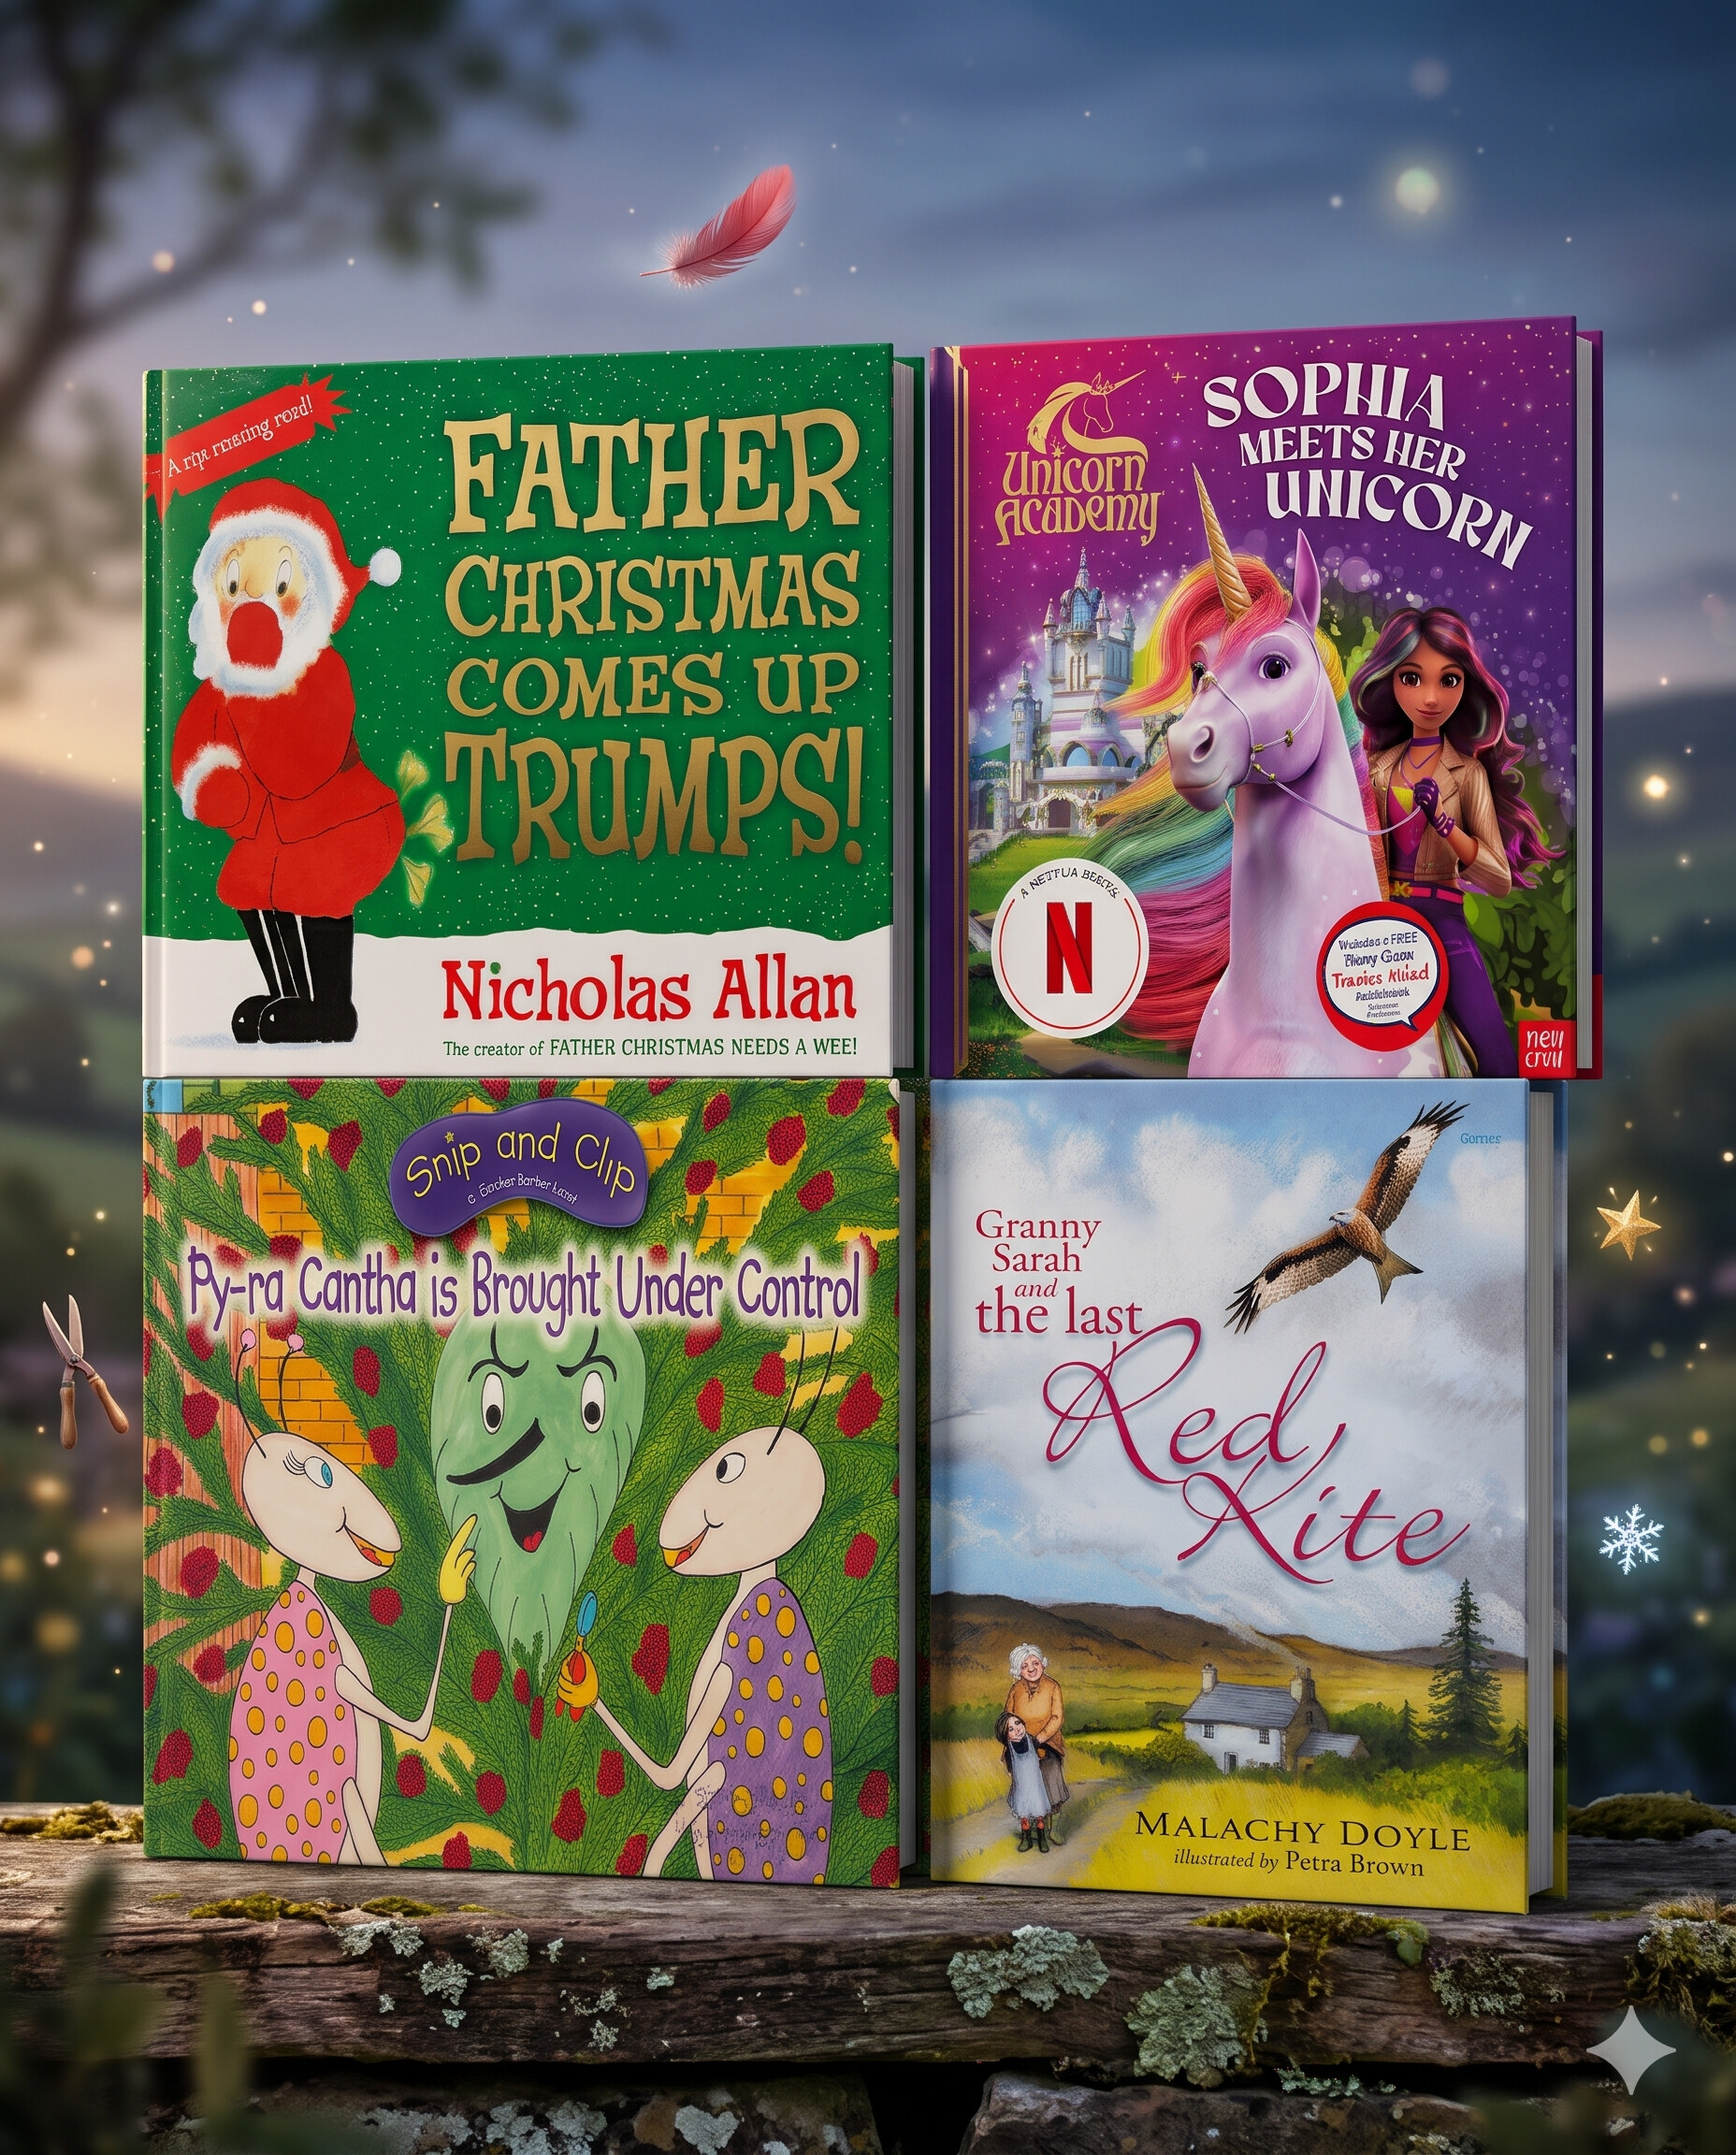 A
FATHER
CHRISTMAS
COMES UP
TRUMPS!
Nicholas Allan
The creator of FATHER CHRISTMAS NEEDS A WEE!
Unicorn
Academy
SOPHIA
MEETS HER
UNICORN
N
FREE
Snip and Clip
Py-ra Cantha is Brought Under Control
Gomes
Granny
Sarah
and
the last
Red
Kite
MALACHY DOYLE
illustrated by Petra Brown